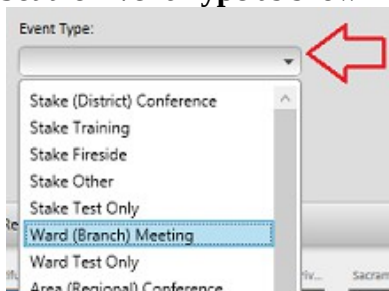 Event Type:
Stake (District) Conference
Stake Training
Stake Fireside
Stake Other
Stake Test Only
Ward (Branch) Meeting
Ward Test Only
Area (Regional) Conference